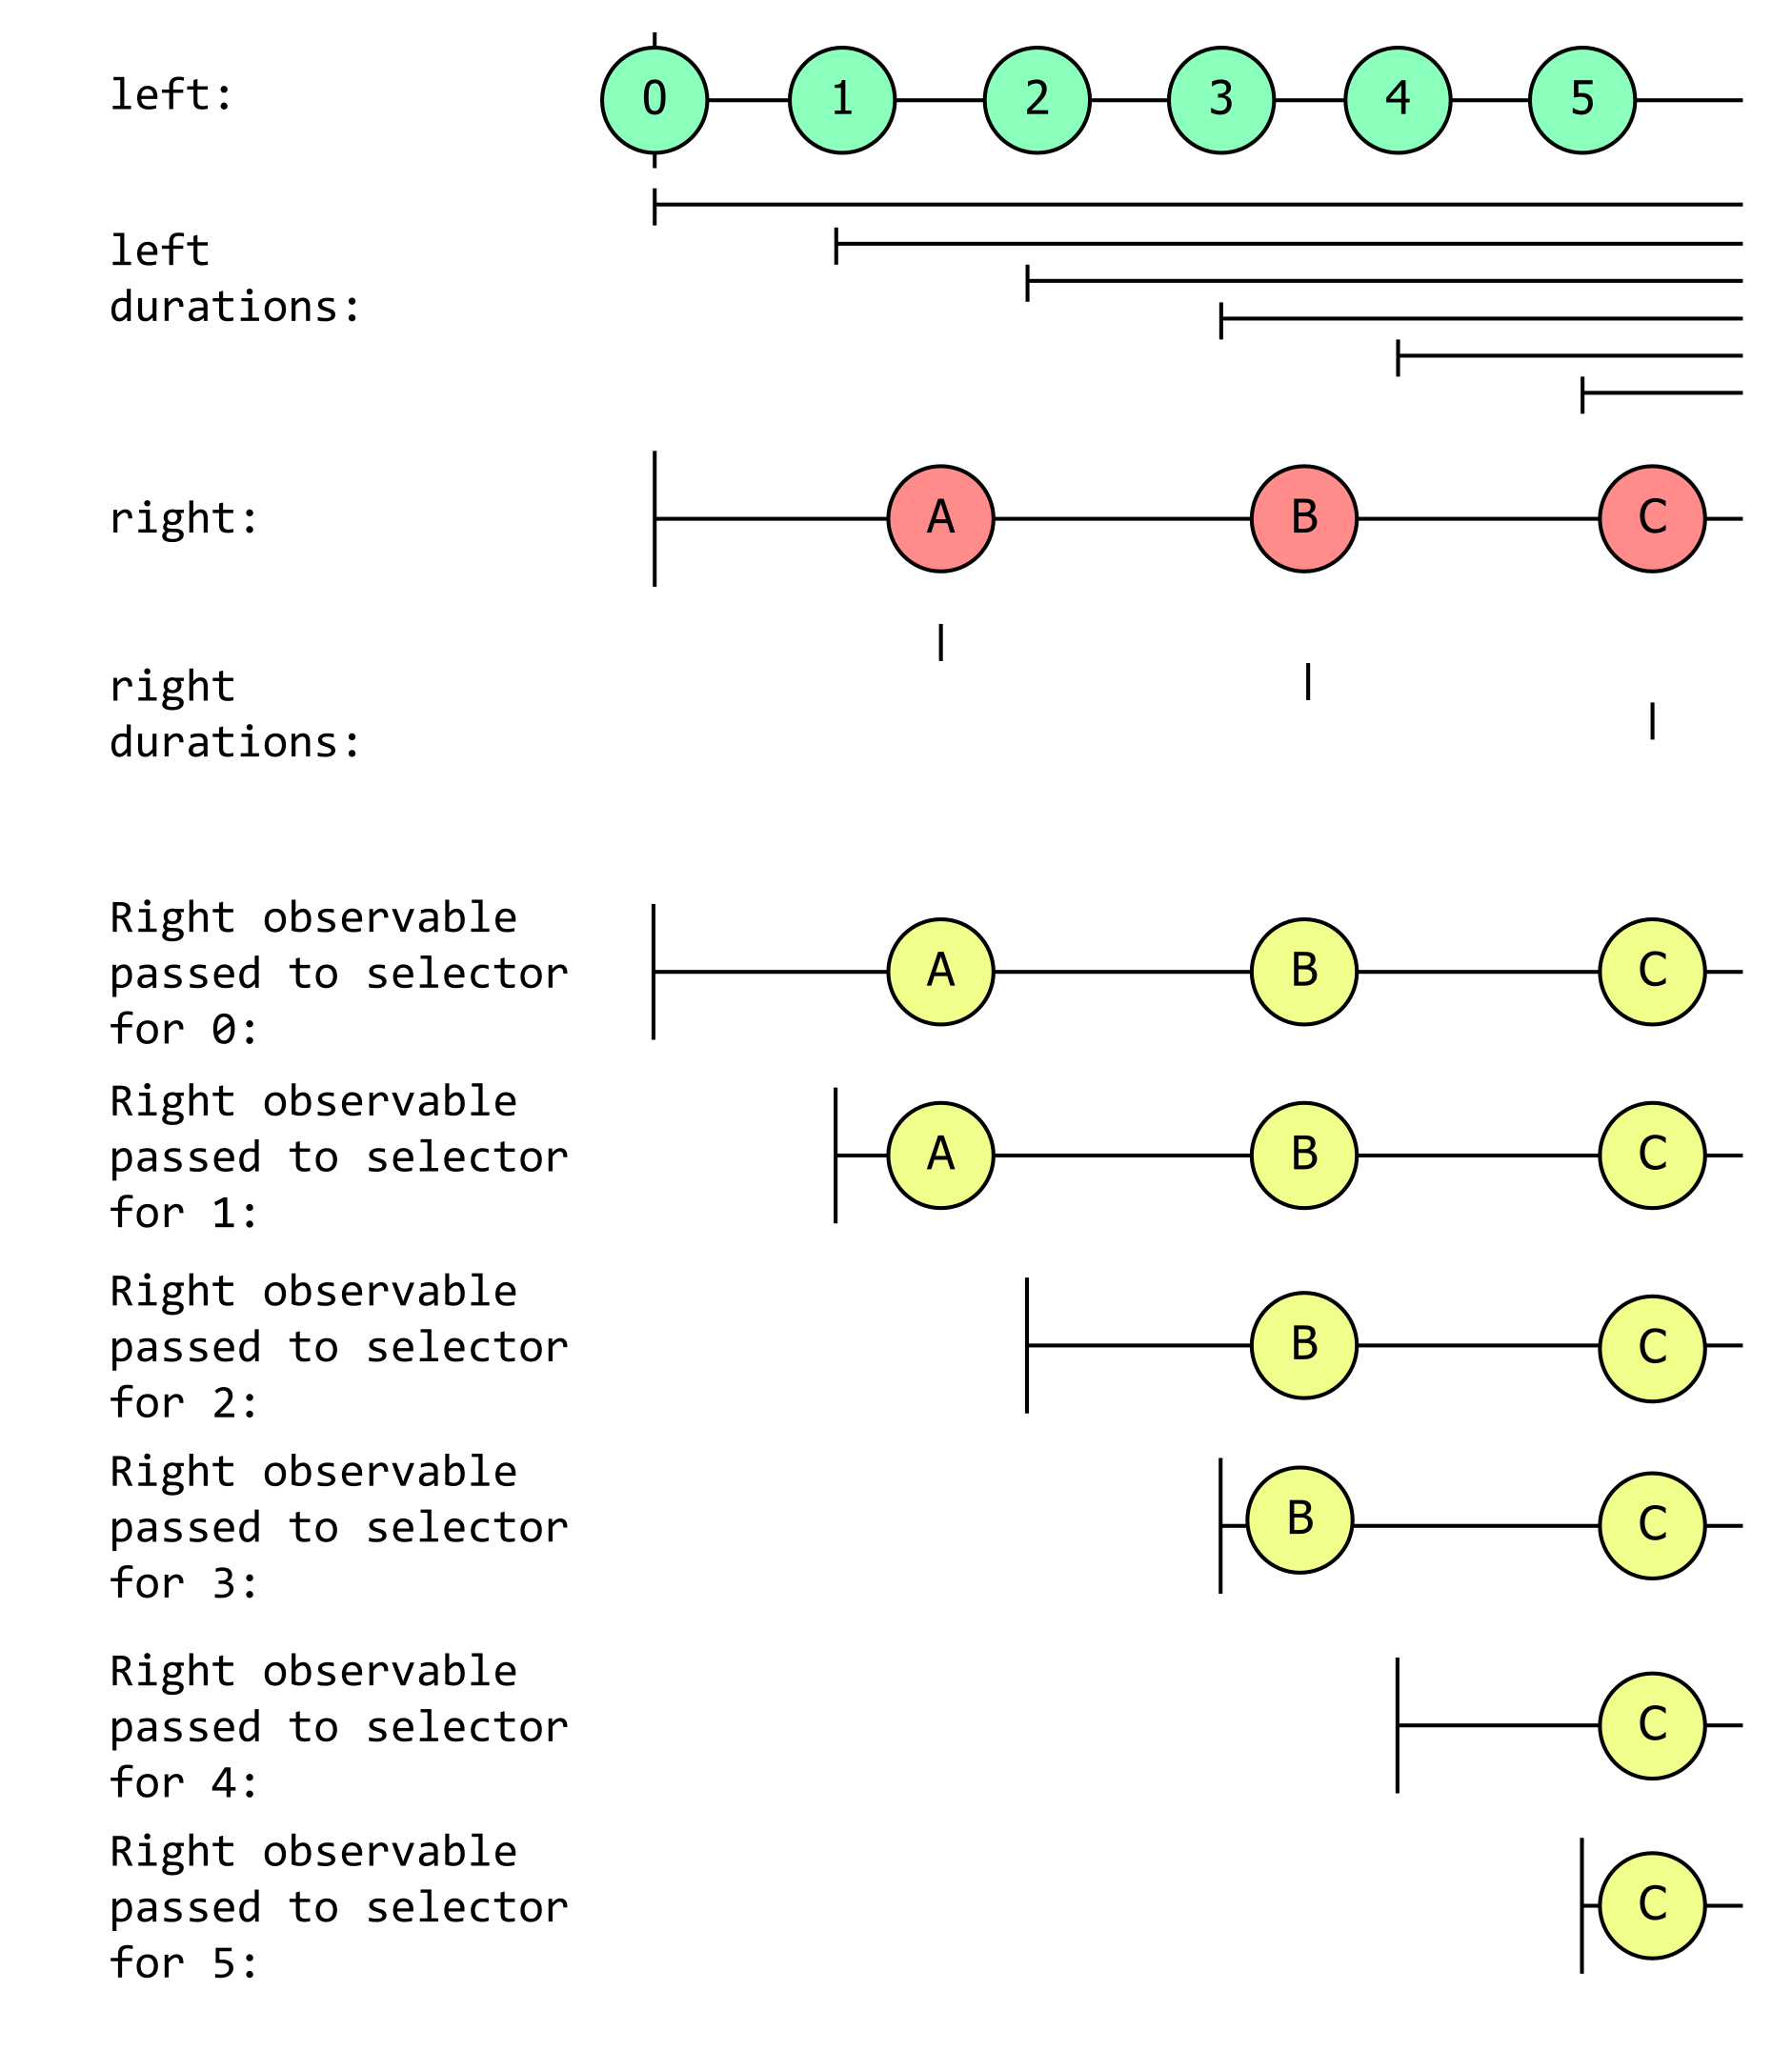 left:
0 1 2 3 4 5
left
durations:
right:
A B C
right
durations:
Right observable
passed to selector
for 0:
A B C
Right observable
passed to selector
for 1:
A B C
Right observable
passed to selector
for 2:
B C
Right observable
passed to selector
for 3:
B C
Right observable
passed to selector
for 4:
C
Right observable
passed to selector
for 5:
C